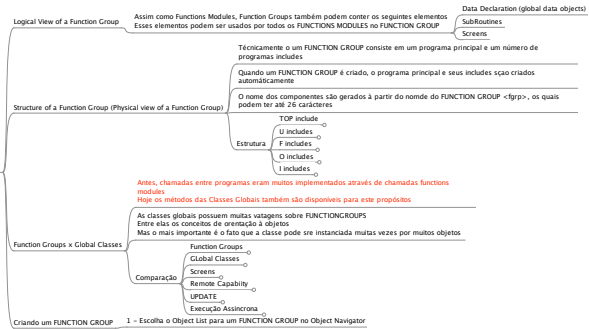 Logical View of a Function Group
Assim como Functions Modules, Function Groups também podem conter os seguintes elementos
Esses elementos podem ser usados por todos os FUNCTIONS MODULES no FUNCTION GROUP
Data Declaration (global data objects)
SubRoutines
Screens
Structure of a Function Group (Physical view of a Function Group)
Técnicamente o um FUNCTION GROUP consiste em um programa principal e um número de
programas includes
Quando um FUNCTION GROUP é criado, o programa principal e seus includes sçao criados
automáticamente
O nome dos componentes são gerados à partir do nomde do FUNCTION GROUP <fgrp>, os quais
podem ter até 26 carácteres
Estrutura
TOP include
U includes
F includes
O includes
I includes
Function Groups x Global Classes
Antes, chamadas entre programas eram muitos implementados através de chamadas functions
modules
Hoje os métodos das Classes Globais também são disponíveis para este propósitos
As classes globais possuem muitas vatagens sobre FUNCTIONGROUPS
Entre elas os conceitos de orentação à objetos
Mas o mais importante é o fato que a classe pode sre instanciada muitas vezes por muitos objetos
Comparação
Function Groups
GLobal Classes
Screens
Remote Capabiity
UPDATE
Execução Assincrona
Criando um FUNCTION GROUP
1 - Escolha o Object List para um FUNCTION GROUP no Object Navigator